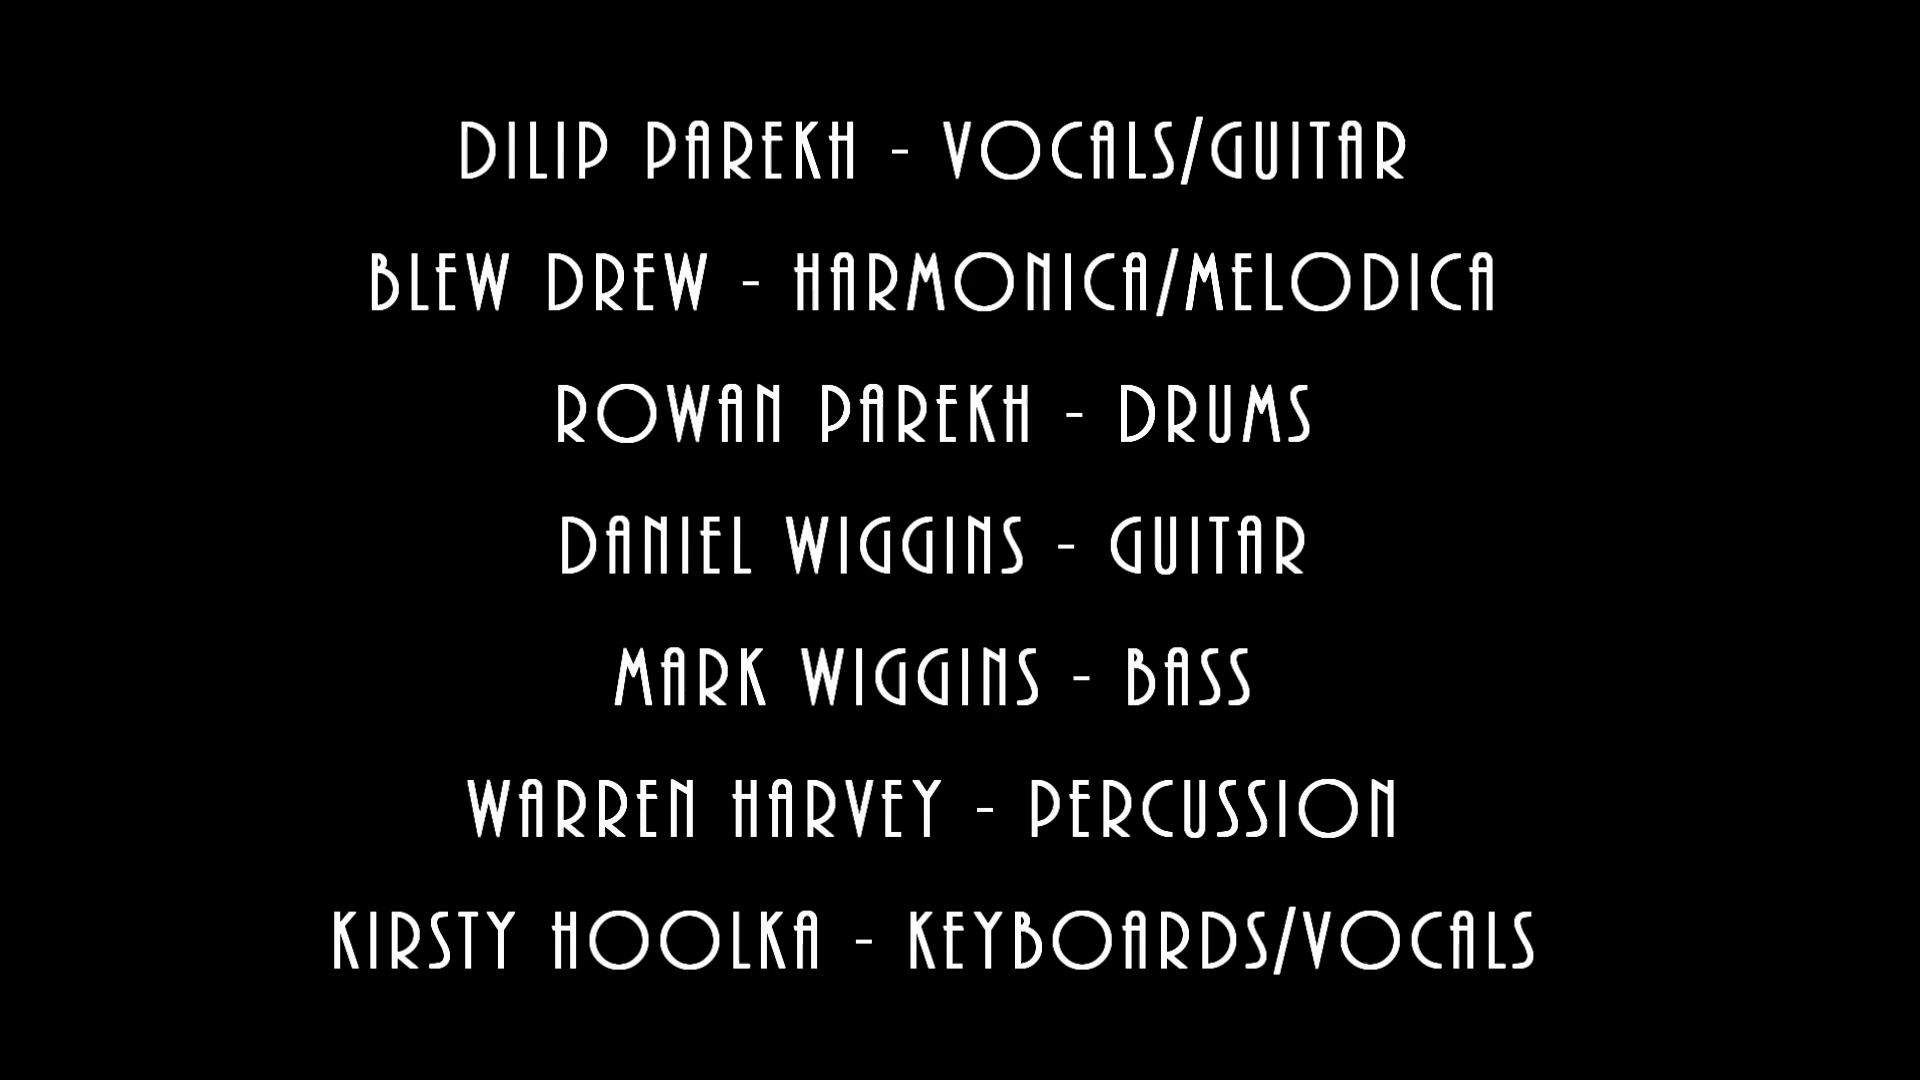 DILIP PAREKH - VOCALS/GUITAR
BLEW DREW - HARMONICA/MELODICA
ROWAN PAREKH - DRUMS
DANIEL WIGGINS - GUITAR
MARK WIGGINS - BASS
WARREN HARVEY - PERCUSSION
KIRSTY HOOLKA - KEYBOARDS/VOCALS